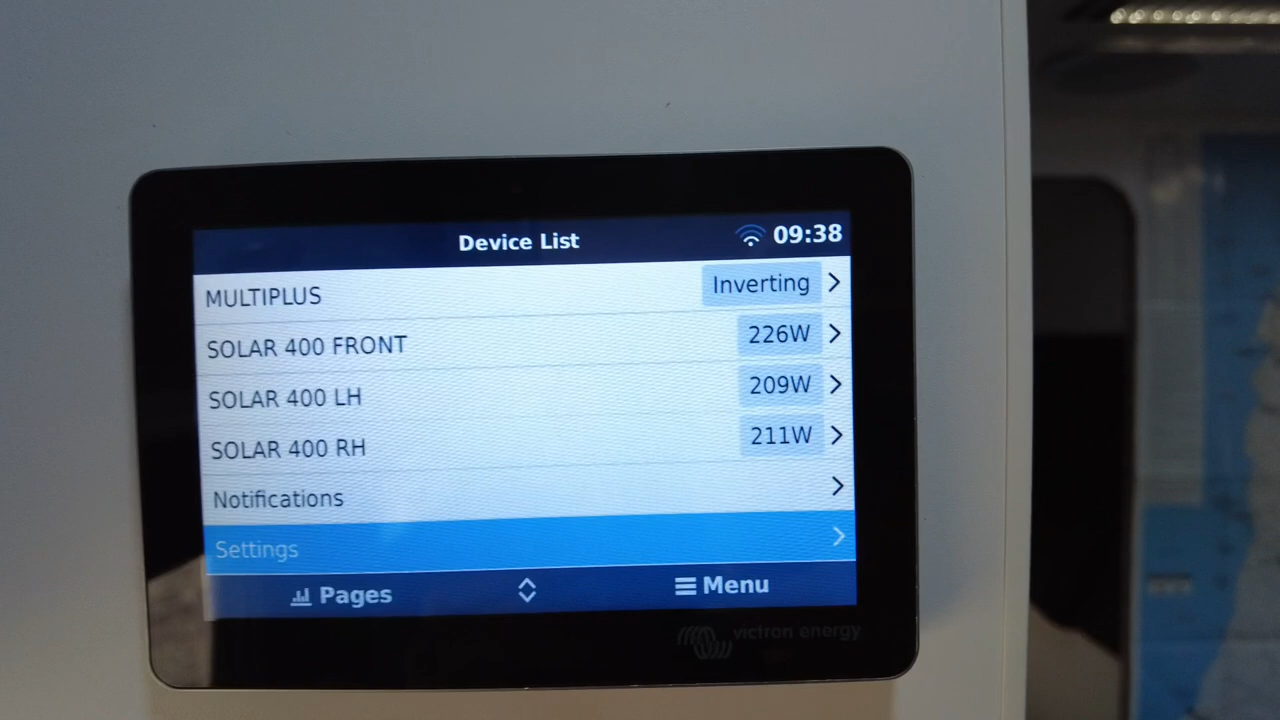 Device List 09:38
MULTIPLUS Inverting
SOLAR 400 FRONT 226W
SOLAR 400 LH 209W
SOLAR 400 RH 211W
Notifications
Settings
Pages Menu
victron energy